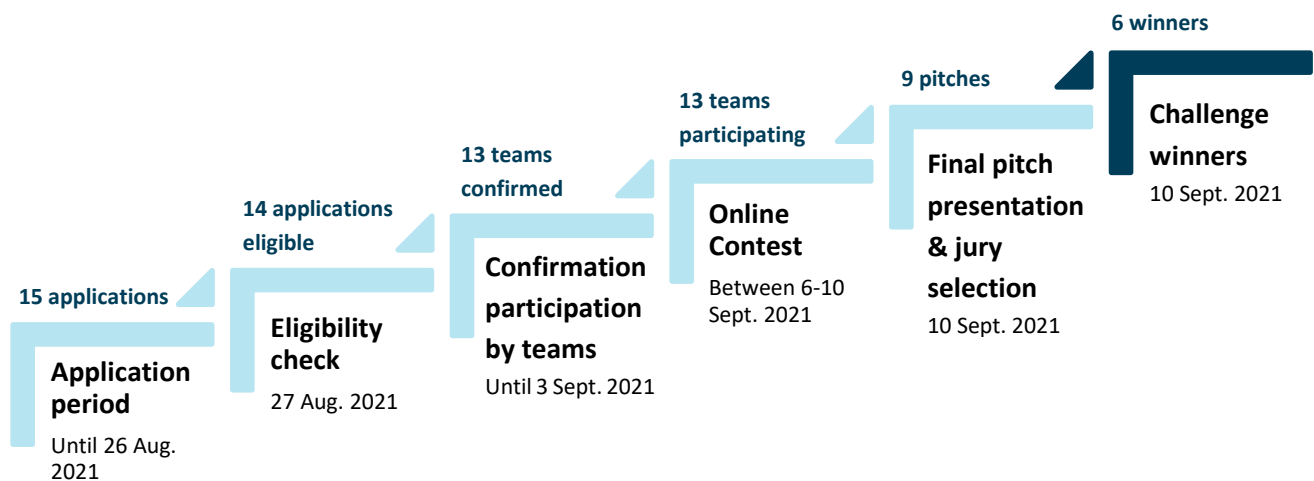 15 applications
Application
period
Until 26 Aug.
2021
14 applications
eligible
Eligibility
check
27 Aug. 2021
13 teams
confirmed
Confirmation
participation
by teams
Until 3 Sept. 2021
13 teams
participating
Online
Contest
Between 6-10
Sept. 2021
9 pitches
Final pitch
presentation
& jury
selection
10 Sept. 2021
6 winners
Challenge
winners
10 Sept. 2021